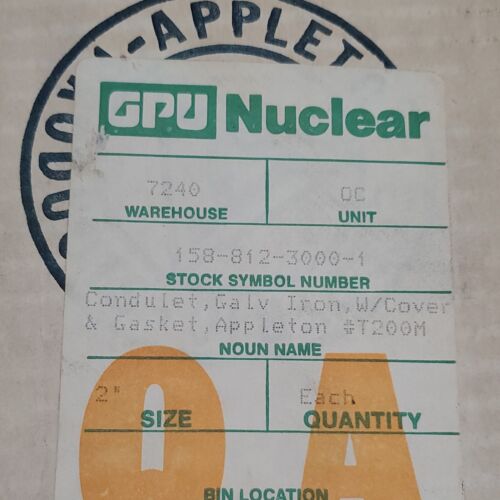 -APPLET
GPU Nuclear
7240 OC
WAREHOUSE UNIT
158-812-3000-1
STOCK SYMBOL NUMBER
Condulet,Galv Iron,W/Cover
& Gasket,Appleton #T200M
NOUN NAME
2" Each
SIZE QUANTITY
QA
BIN LOCATION